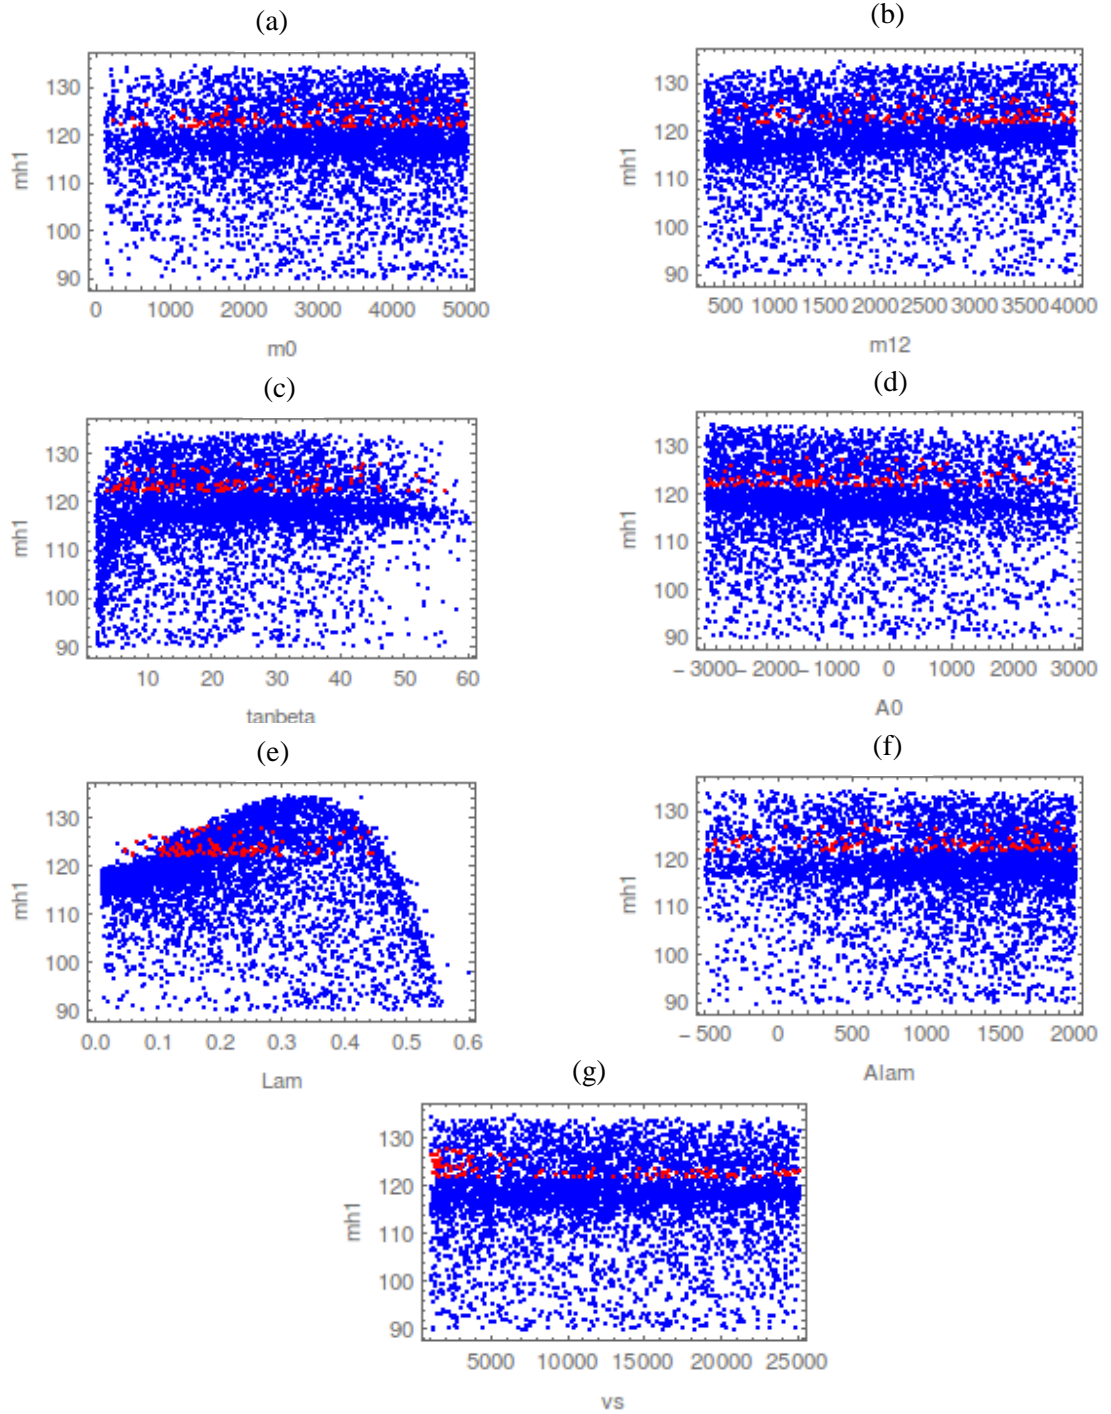 (a)
130
120
110
100
90
mh1
0 1000 2000 3000 4000 5000
m0
(b)
130
120
110
100
90
mh1
500 1000 1500 2000 2500 3000 3500 4000
m12
(c)
130
120
110
100
90
mh1
10 20 30 40 50 60
tanbeta
(d)
130
120
110
100
90
mh1
-3000 -2000 -1000 0 1000 2000 3000
A0
(e)
130
120
110
100
90
mh1
0.0 0.1 0.2 0.3 0.4 0.5 0.6
Lam
(f)
130
120
110
100
90
mh1
-500 0 500 1000 1500 2000
Alam
(g)
130
120
110
100
90
mh1
5000 10000 15000 20000 25000
vs